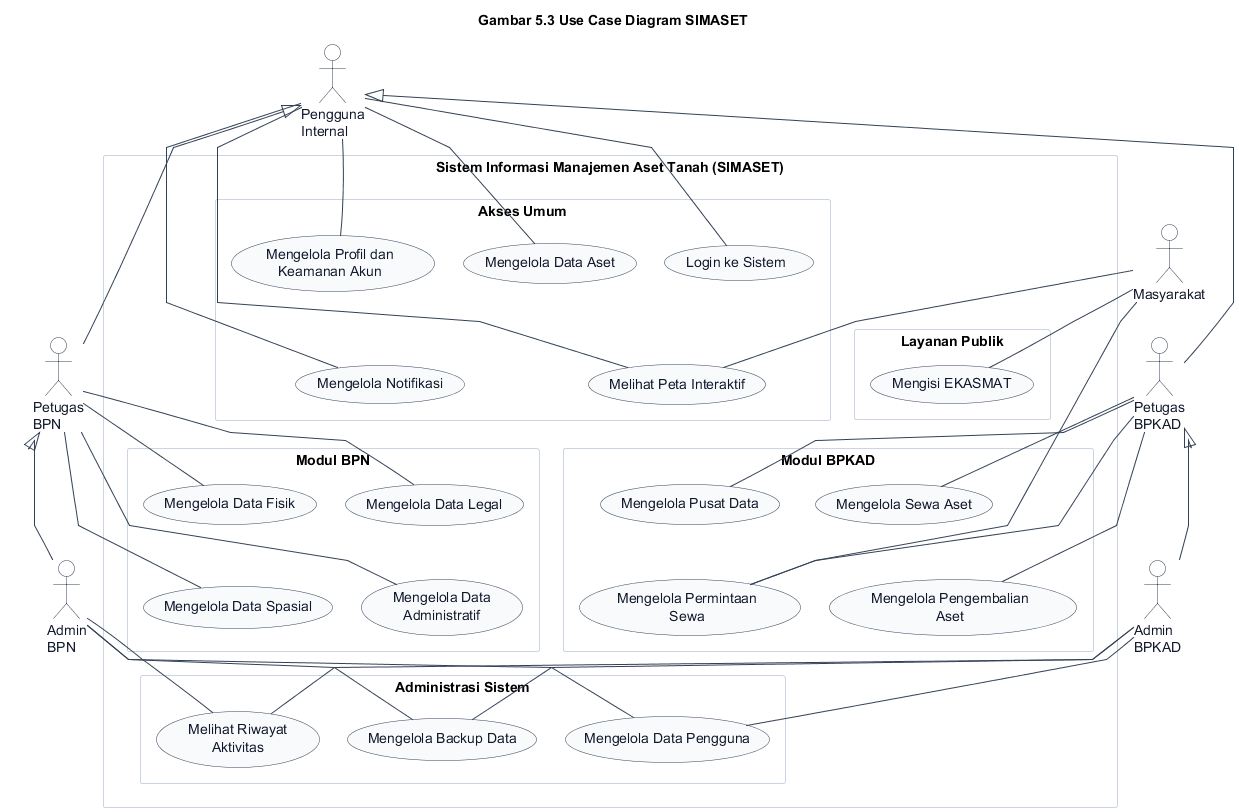 Gambar 5.3 Use Case Diagram SIMASET
Pengguna
Internal
Sistem Informasi Manajemen Aset Tanah (SIMASET)
Akses Umum
Mengelola Profil dan
Keamanan Akun
Mengelola Data Aset
Login ke Sistem
Masyarakat
Layanan Publik
Mengelola Notifikasi
Melihat Peta Interaktif
Mengisi EKASMAT
Petugas
BPN
Petugas
BPKAD
Modul BPN
Mengelola Data Fisik
Mengelola Data Legal
Mengelola Data Spasial
Mengelola Data
Administratif
Modul BPKAD
Mengelola Pusat Data
Mengelola Sewa Aset
Mengelola Permintaan
Sewa
Mengelola Pengembalian
Aset
Admin
BPN
Admin
BPKAD
Administrasi Sistem
Melihat Riwayat
Aktivitas
Mengelola Backup Data
Mengelola Data Pengguna